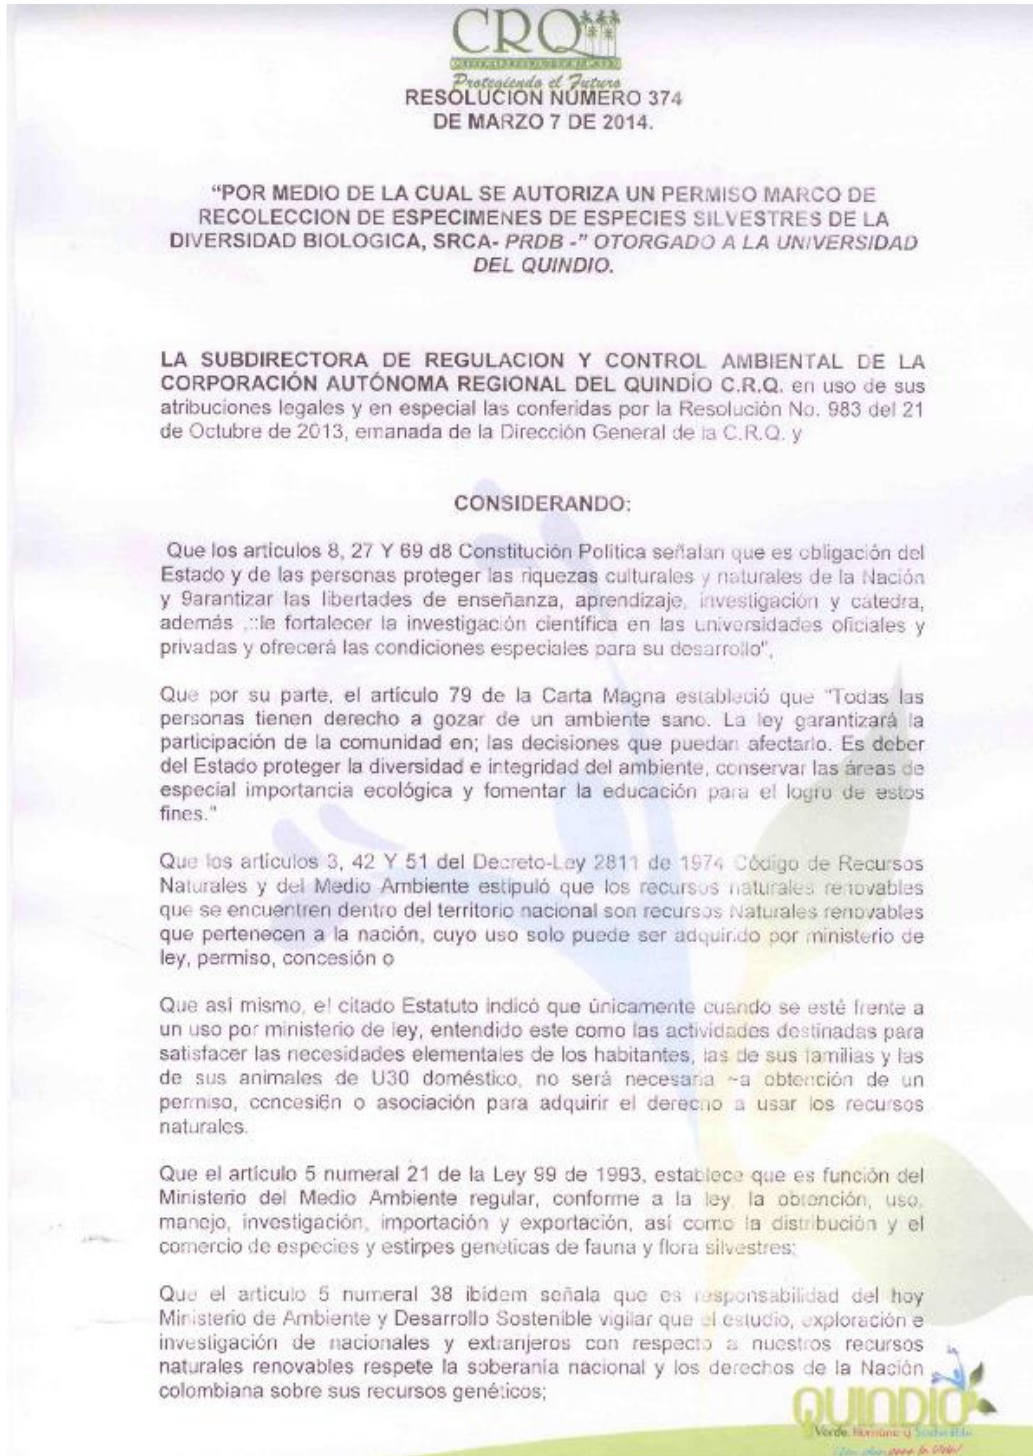 CRQ
Protegiendo el Futuro
RESOLUCION NÚMERO 374
DE MARZO 7 DE 2014.
“POR MEDIO DE LA CUAL SE AUTORIZA UN PERMISO MARCO DE
RECOLECCION DE ESPECIMENES DE ESPECIES SILVESTRES DE LA
DIVERSIDAD BIOLOGICA, SRCA- PRDB -” OTORGADO A LA UNIVERSIDAD
DEL QUINDIO.
LA SUBDIRECTORA DE REGULACION Y CONTROL AMBIENTAL DE LA
CORPORACIÓN AUTÓNOMA REGIONAL DEL QUINDÍO C.R.Q. en uso de sus
atribuciones legales y en especial las conferidas por la Resolución No. 983 del 21
de Octubre de 2013, emanada de la Dirección General de la C.R.Q. y
CONSIDERANDO:
Que los artículos 8, 27 Y 69 d8 Constitución Política señalan que es obligación del
Estado y de las personas proteger las riquezas culturales y naturales de la Nación
y 9arantizar las libertades de enseñanza, aprendizaje, investigación y cátedra,
además .::le fortalecer la investigación científica en las universidades oficiales y
privadas y ofrecerá las condiciones especiales para su desarrollo",
Que por su parte, el artículo 79 de la Carta Magna estableció que "Todas las
personas tienen derecho a gozar de un ambiente sano. La ley garantizará la
participación de la comunidad en; las decisiones que puedan afectarlo. Es deber
del Estado proteger la diversidad e integridad del ambiente, conservar las áreas de
especial importancia ecológica y fomentar la educación para el logro de estos
fines."
Que los artículos 3, 42 Y 51 del Decreto-Ley 2811 de 1974 Código de Recursos
Naturales y del Medio Ambiente estipuló que los recursos naturales renovables
que se encuentren dentro del territorio nacional son recursos Naturales renovables
que pertenecen a la nación, cuyo uso solo puede ser adquirido por ministerio de
ley, permiso, concesión o
Que así mismo, el citado Estatuto indicó que únicamente cuando se esté frente a
un uso por ministerio de ley, entendido este como las actividades destinadas para
satisfacer las necesidades elementales de los habitantes, las de sus familias y las
de sus animales de U30 doméstico, no será necesaria ~a obtención de un
permiso, ccncesi6n o asociación para adquirir el derecho a usar los recursos
naturales.
Que el artículo 5 numeral 21 de la Ley 99 de 1993, establece que es función del
Ministerio del Medio Ambiente regular, conforme a la ley, la obtención, uso,
manejo, investigación, importación y exportación, así como la distribución y el
comercio de especies y estirpes genéticas de fauna y flora silvestres;
Que el artículo 5 numeral 38 ibídem señala que es responsabilidad del hoy
Ministerio de Ambiente y Desarrollo Sostenible vigilar que el estudio, exploración e
investigación de nacionales y extranjeros con respecto a nuestros recursos
naturales renovables respete la soberanía nacional y los derechos de la Nación
colombiana sobre sus recursos genéticos;
QUINDIO
Verde, Humano y Sostenible